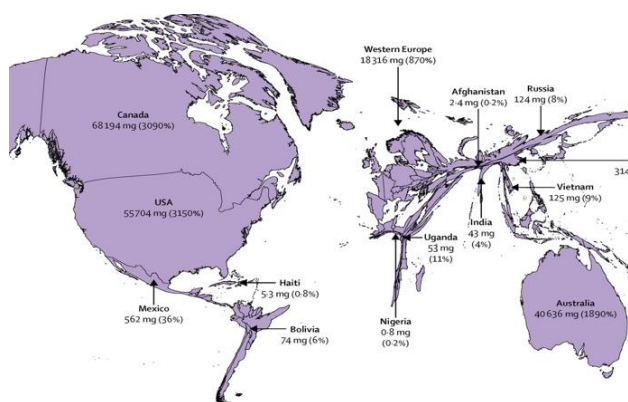 Western Europe
18 316 mg (870%)
Afghanistan
2·4 mg (0·2%)
Russia
124 mg (8%)
Canada
68 194 mg (3090%)
314
Vietnam
125 mg (9%)
USA
55 704 mg (3150%)
India
43 mg
(4%)
Uganda
53 mg
(11%)
Haiti
5·3 mg (0·8%)
Mexico
562 mg (36%)
Bolivia
74 mg (6%)
Nigeria
0·8 mg
(0·2%)
Australia
40 636 mg (1890%)